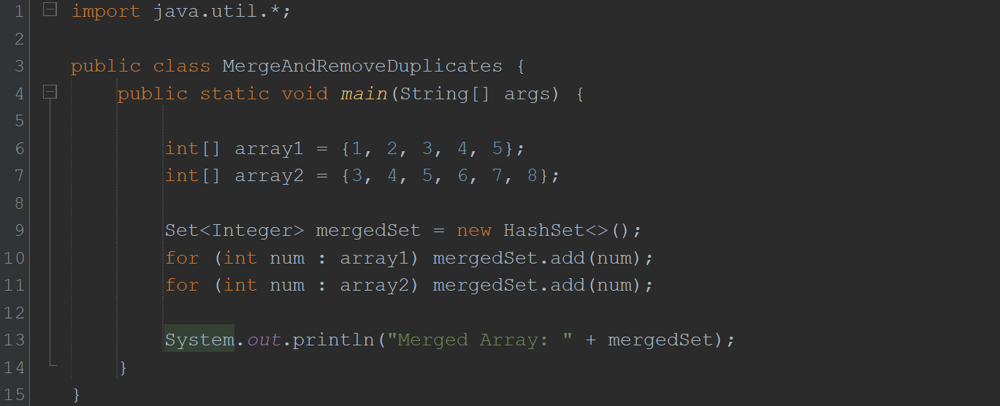 1 import java.util.*;
2
3 public class MergeAndRemoveDuplicates {
4     public static void main(String[] args) {
5
6         int[] array1 = {1, 2, 3, 4, 5};
7         int[] array2 = {3, 4, 5, 6, 7, 8};
8
9         Set<Integer> mergedSet = new HashSet<>();
10         for (int num : array1) mergedSet.add(num);
11         for (int num : array2) mergedSet.add(num);
12
13         System.out.println("Merged Array: " + mergedSet);
14     }
15 }